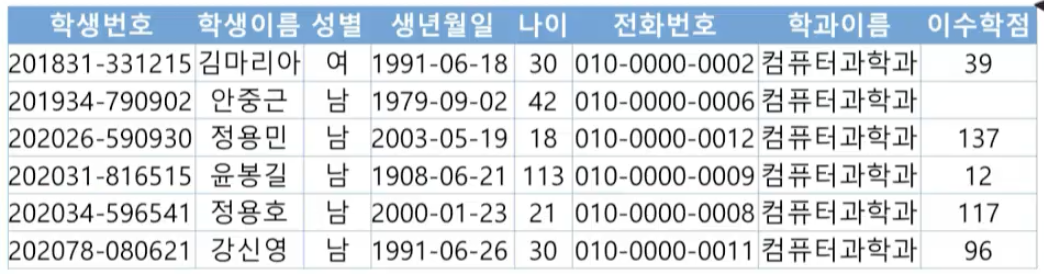 학생번호 학생이름 성별 생년월일 나이 전화번호 학과이름 이수학점
201831-331215 김마리아 여 1991-06-18 30 010-0000-0002 컴퓨터과학과 39
201934-790902 안중근 남 1979-09-02 42 010-0000-0006 컴퓨터과학과
202026-590930 정용민 남 2003-05-19 18 010-0000-0012 컴퓨터과학과 137
202031-816515 윤봉길 남 1908-06-21 113 010-0000-0009 컴퓨터과학과 12
202034-596541 정용호 남 2000-01-23 21 010-0000-0008 컴퓨터과학과 117
202078-080621 강신영 남 1991-06-26 30 010-0000-0011 컴퓨터과학과 96